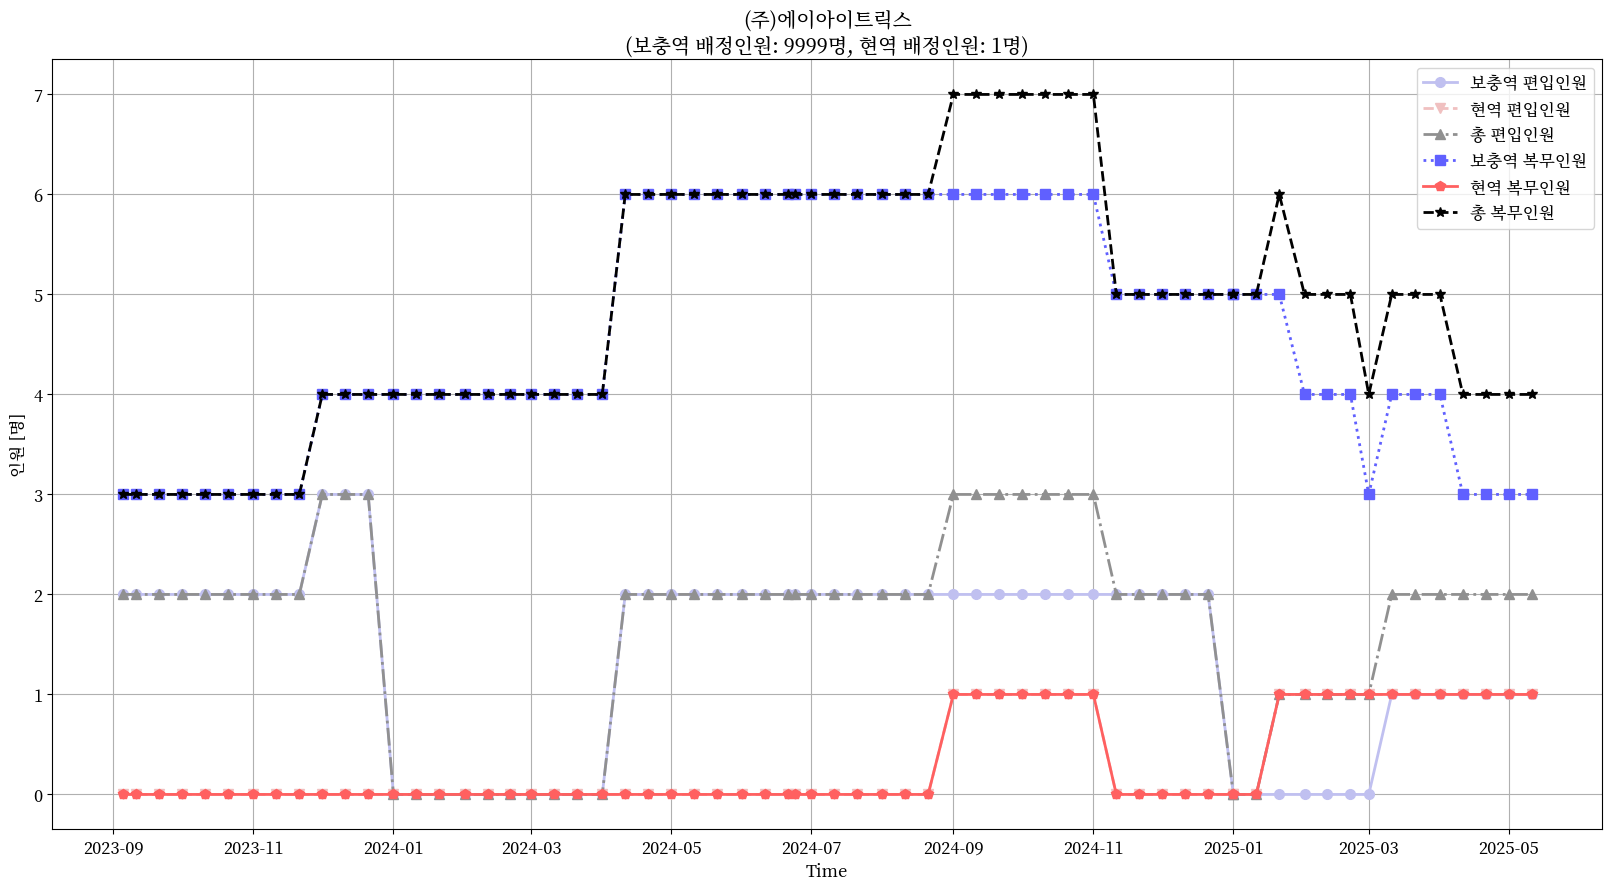 (주)에이아이트릭스
(보충역 배정인원: 9999명, 현역 배정인원: 1명)
보충역 편입인원
현역 편입인원
총 편입인원
보충역 복무인원
현역 복무인원
총 복무인원
인원 [명]
7
6
5
4
3
2
1
0
2023-09 2023-11 2024-01 2024-03 2024-05 2024-07 2024-09 2024-11 2025-01 2025-03 2025-05
Time